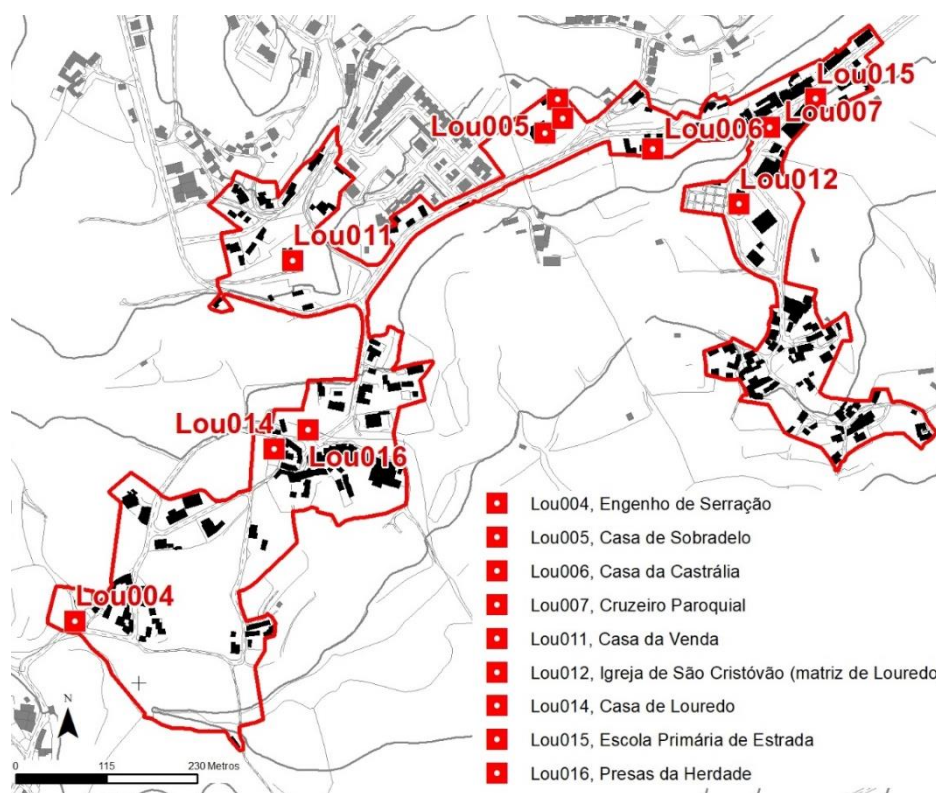 Lou015
Lou007
Lou005
Lou006
Lou012
Lou011
Lou014
Lou016
Lou004
Lou004, Engenho de Serração
Lou005, Casa de Sobradelo
Lou006, Casa da Castrália
Lou007, Cruzeiro Paroquial
Lou011, Casa da Venda
Lou012, Igreja de São Cristóvão (matriz de Louredo
Lou014, Casa de Louredo
Lou015, Escola Primária de Estrada
Lou016, Presas da Herdade
N
0 115 230 Metros